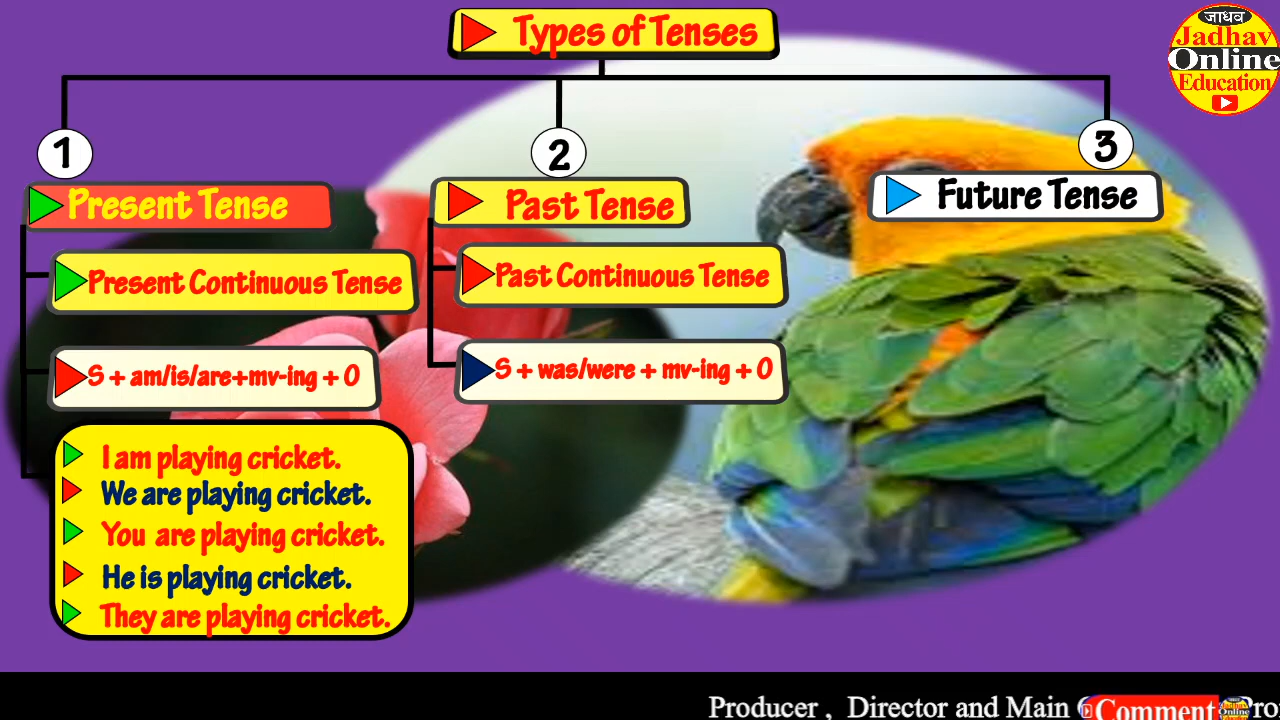 Types of Tenses
जाधव
Jadhav
Online
Education
1
2
3
Present Tense
Past Tense
Future Tense
Present Continuous Tense
Past Continuous Tense
S + am/is/are+mv-ing + O
S + was/were + mv-ing + O
I am playing cricket.
We are playing cricket.
You are playing cricket.
He is playing cricket.
They are playing cricket.
Producer , Director and Main
Comment
Jadhav
Online